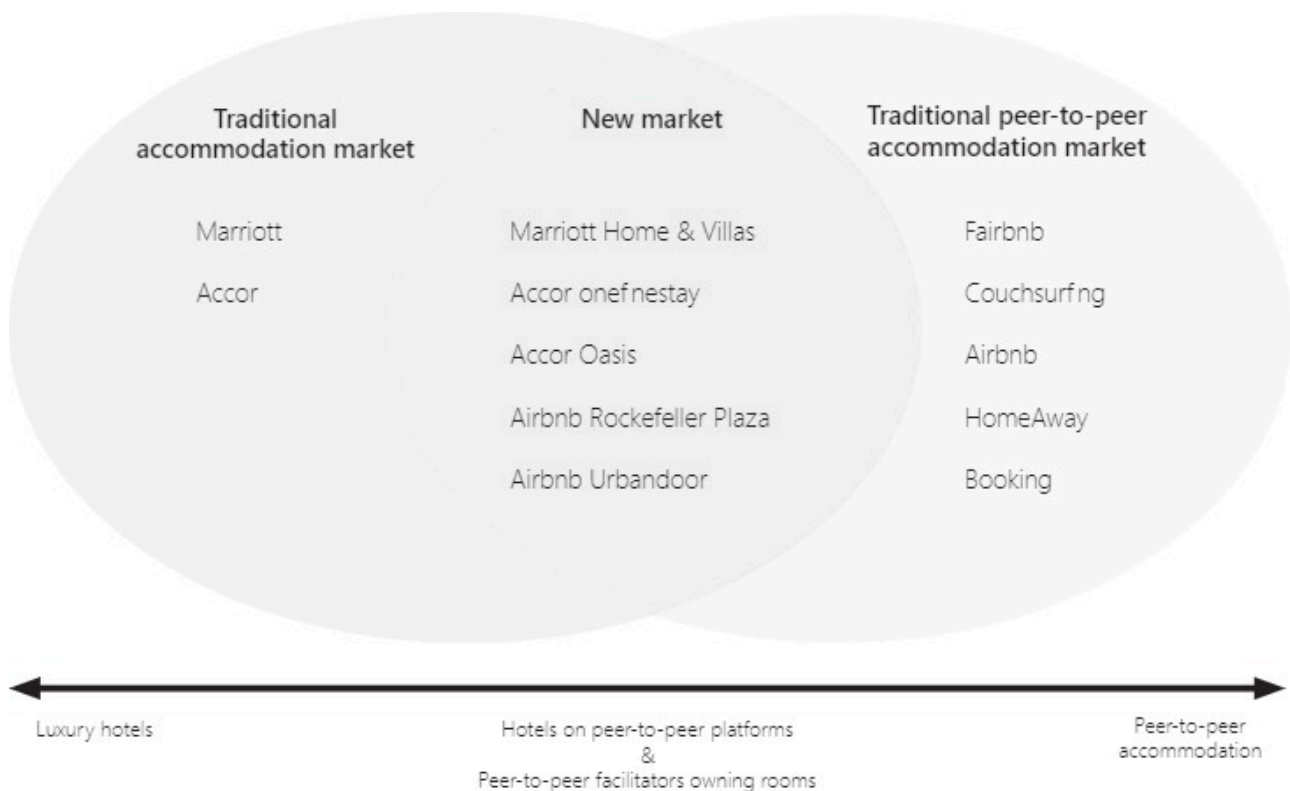 Traditional
accommodation market
New market
Traditional peer-to-peer
accommodation market
Marriott
Marriott Home & Villas
Fairbnb
Accor
Accor onefnestay
Couchsurfng
Accor Oasis
Airbnb
Airbnb Rockefeller Plaza
HomeAway
Airbnb Urbandoor
Booking
Luxury hotels
Hotels on peer-to-peer platforms
&
Peer-to-peer facilitators owning rooms
Peer-to-peer
accommodation